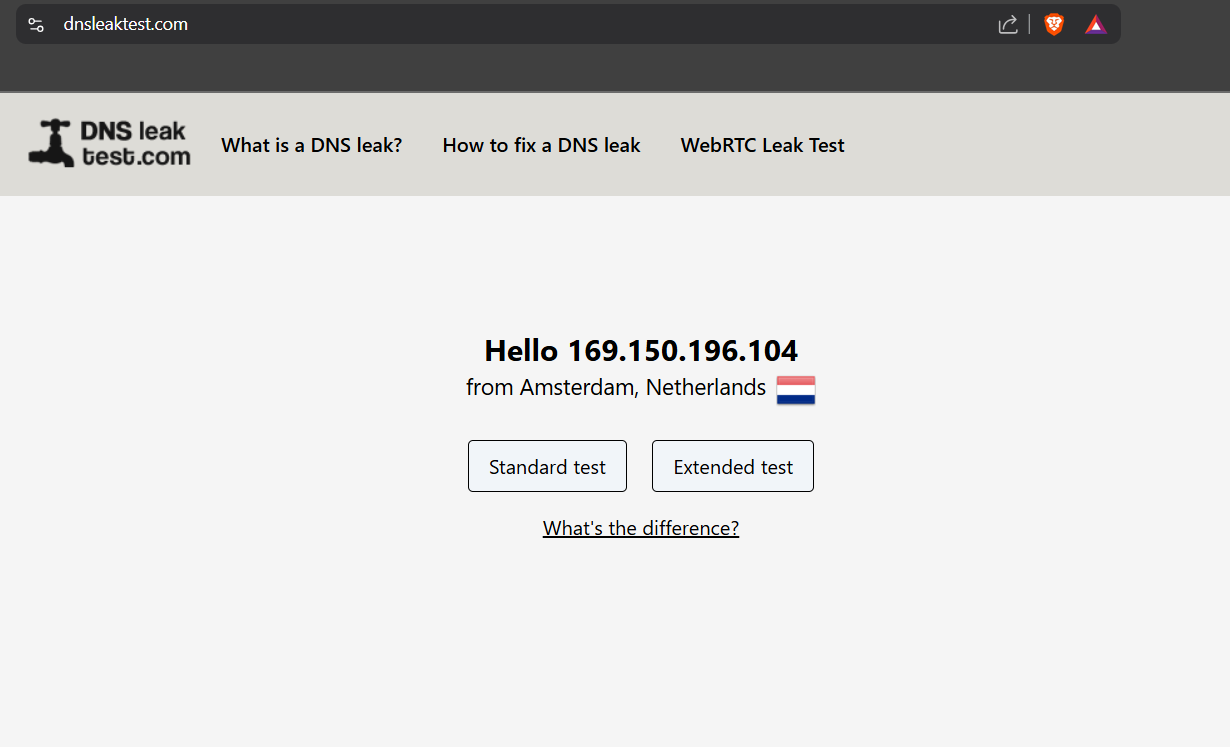 dnsleaktest.com
DNS leak
test.com
What is a DNS leak?
How to fix a DNS leak
WebRTC Leak Test
Hello 169.150.196.104
from Amsterdam, Netherlands
Standard test
Extended test
What's the difference?